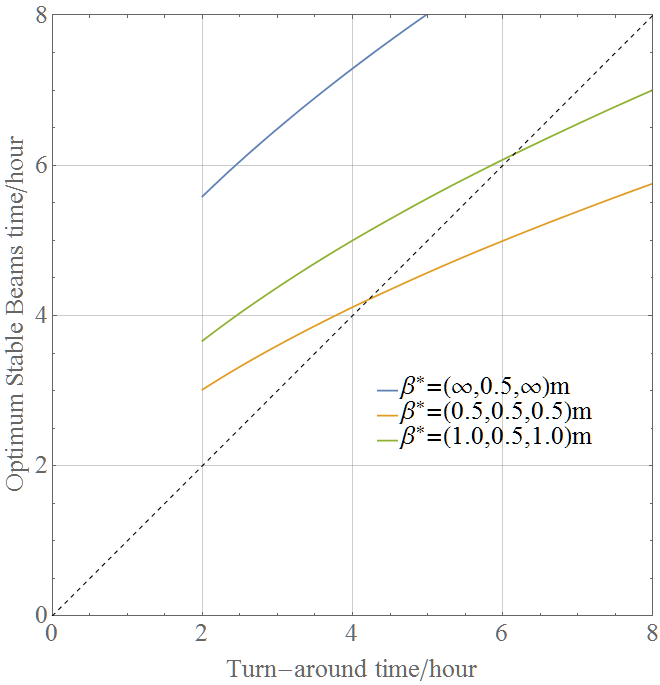 Optimum Stable Beams time/hour
8
6
4
2
0
β*=(∞,0.5,∞)m
β*=(0.5,0.5,0.5)m
β*=(1.0,0.5,1.0)m
0 2 4 6 8
Turn−around time/hour